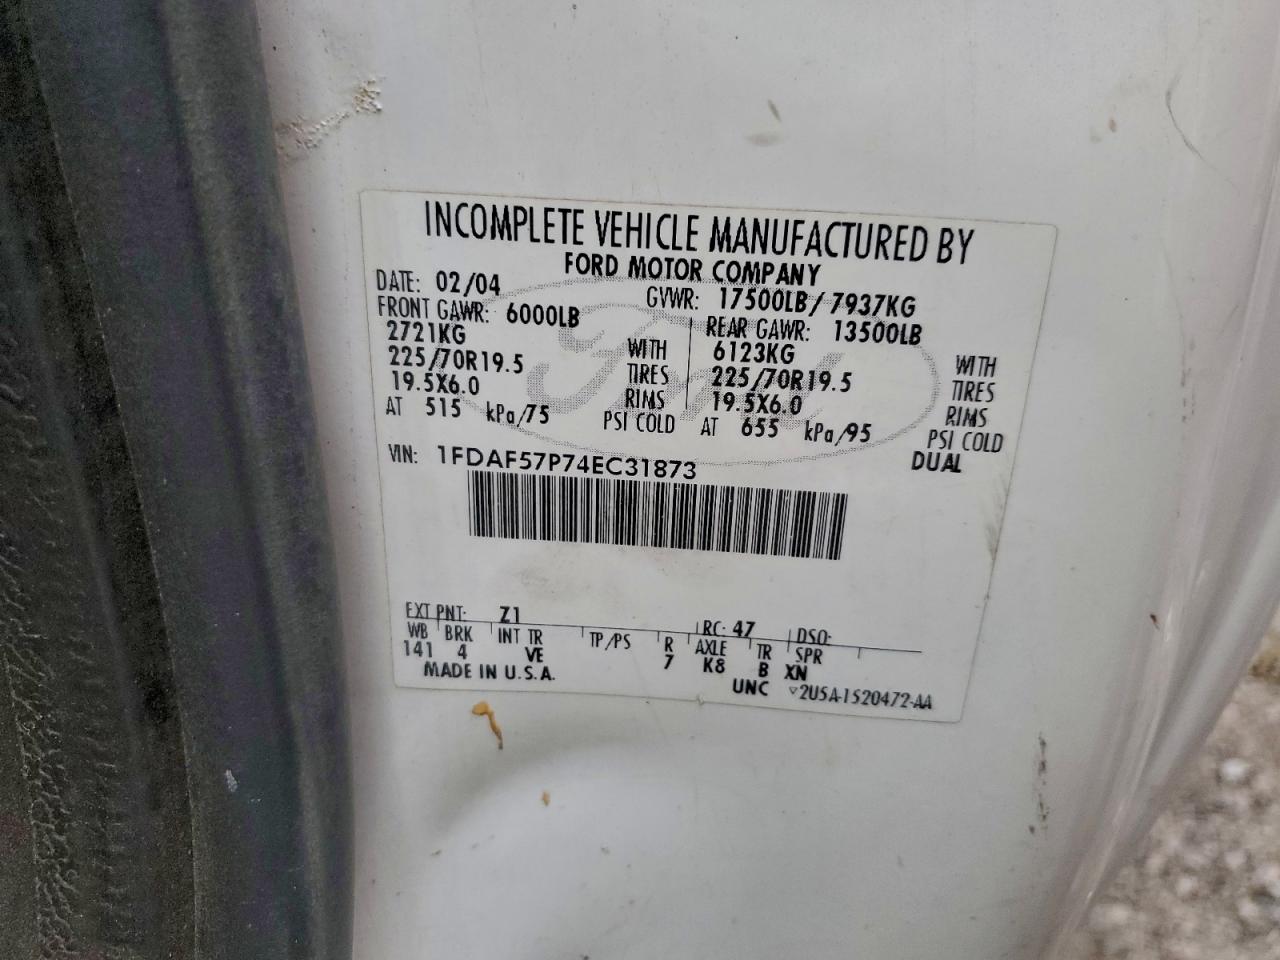 INCOMPLETE VEHICLE MANUFACTURED BY
FORD MOTOR COMPANY
DATE: 02/04 GVWR: 17500LB/7937KG
FRONT GAWR: 6000LB REAR GAWR: 13500LB
2721KG WITH 6123KG WITH
225/70R19.5 TIRES 225/70R19.5 TIRES
19.5X6.0 RIMS 19.5X6.0 RIMS
AT 515 kPa/75 PSI COLD AT 655 kPa/95 PSI COLD
DUAL
VIN: 1FDAF57P74EC31873
Ford
EXT PNT: Z1 RC: 47 DSO:
WB BRK INT TR TP/PS R AXLE TR SPR
141 4 VE 7 K8 B XN
MADE IN U.S.A. UNC ▽2U5A-1520472-AA